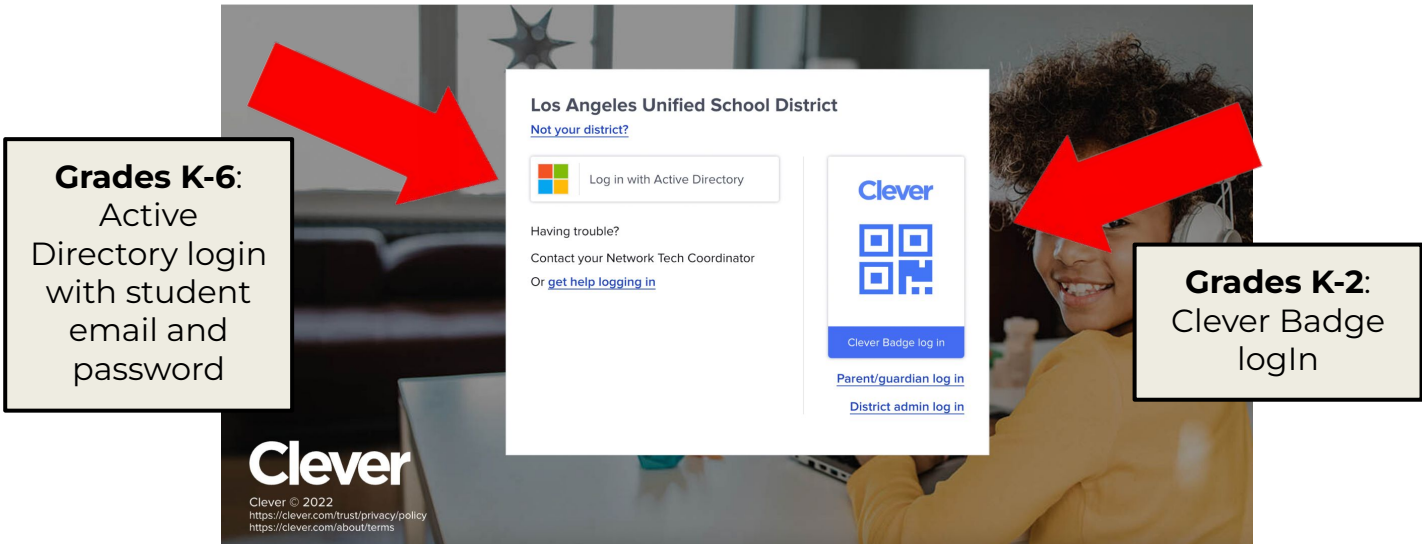 Los Angeles Unified School District
Not your district?
Log in with Active Directory
Having trouble?
Contact your Network Tech Coordinator
Or get help logging in
Clever
Clever Badge log in
Parent/guardian log in
District admin log in
Grades K-6:
Active
Directory login
with student
email and
password
Grades K-2:
Clever Badge
logIn
Clever
Clever © 2022
https://clever.com/trust/privacy/policy
https://clever.com/about/terms